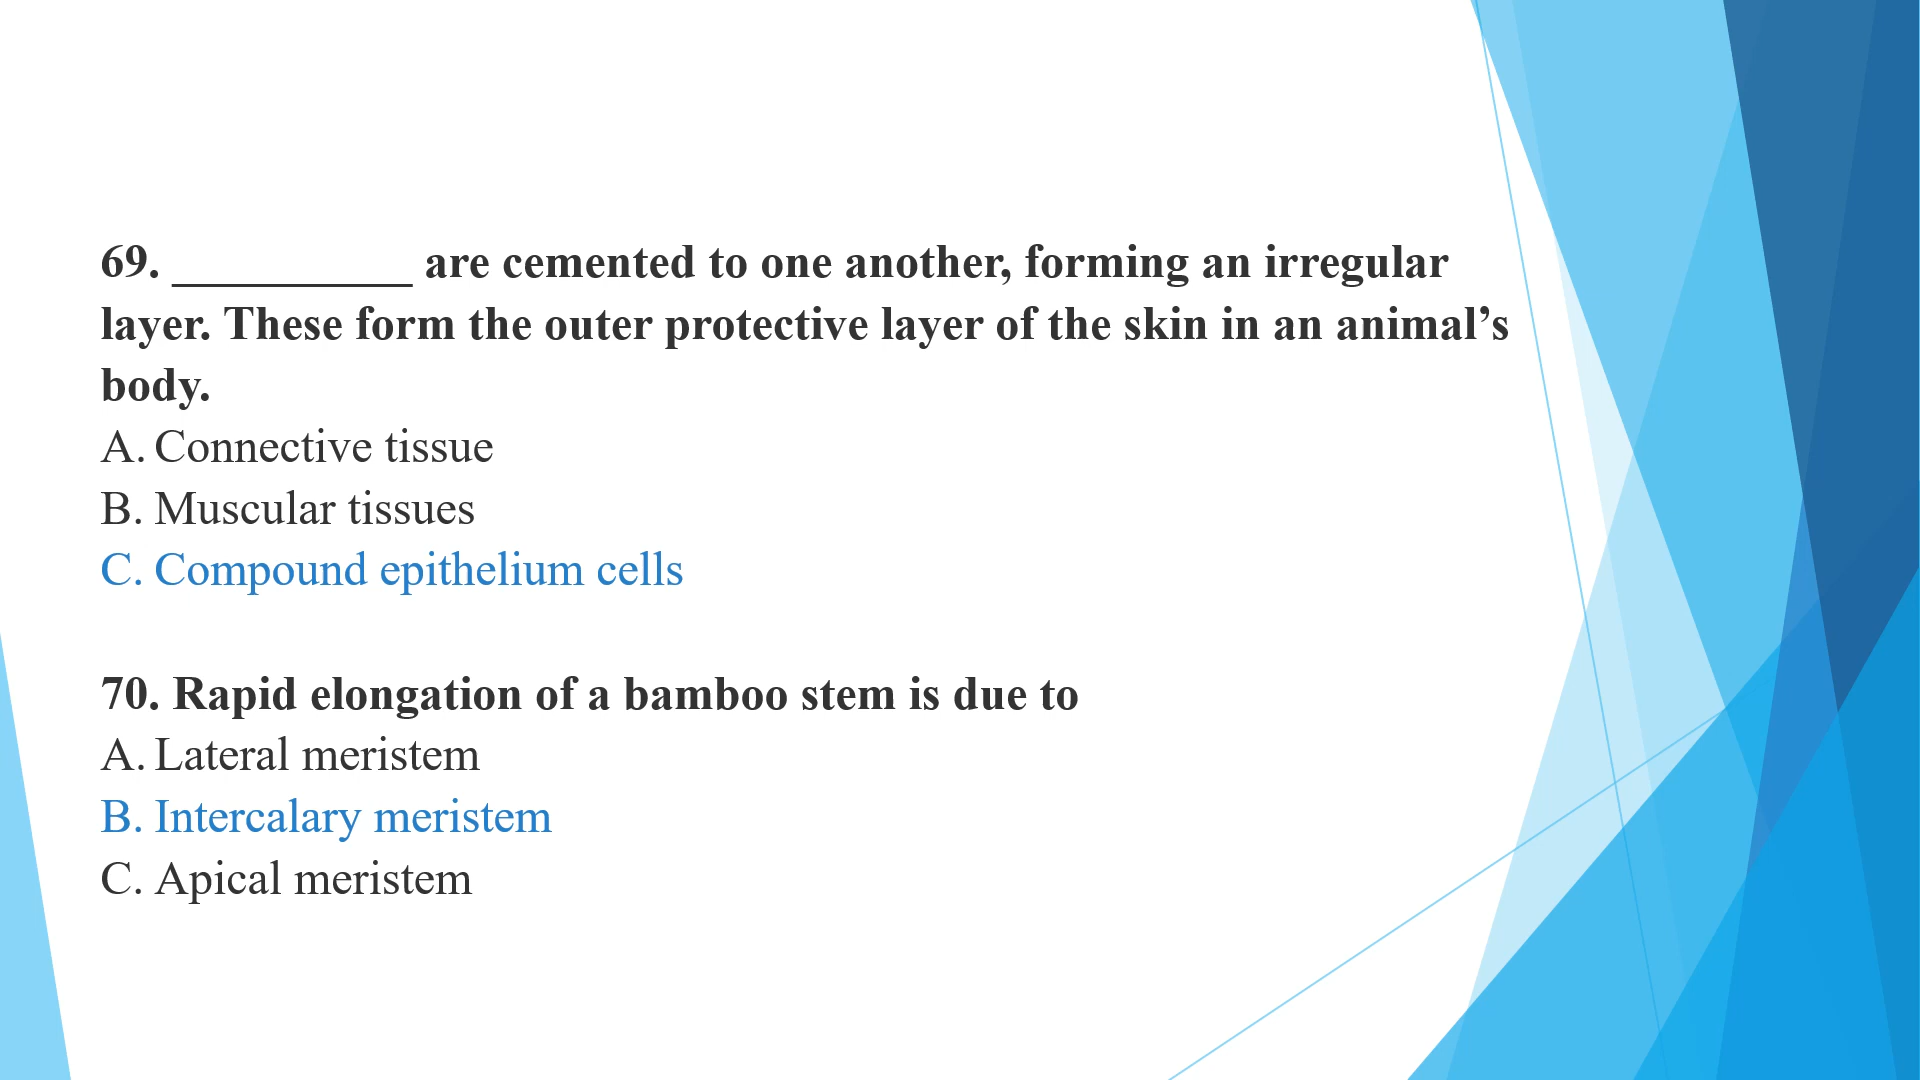 69. __________ are cemented to one another, forming an irregular
layer. These form the outer protective layer of the skin in an animal’s
body.
A. Connective tissue
B. Muscular tissues
C. Compound epithelium cells
70. Rapid elongation of a bamboo stem is due to
A. Lateral meristem
B. Intercalary meristem
C. Apical meristem